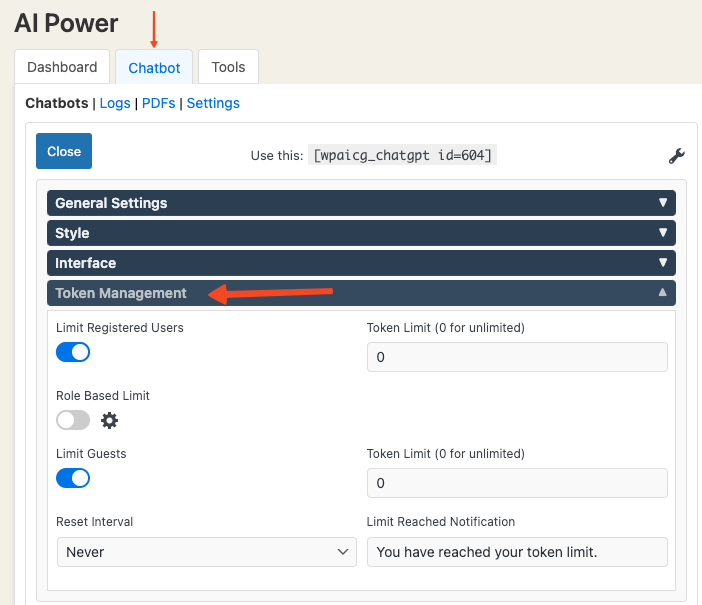 AI Power
Dashboard Chatbot Tools
Chatbots | Logs | PDFs | Settings
Close Use this: [wpaicg_chatgpt id=604]
General Settings
Style
Interface
Token Management
Limit Registered Users Token Limit (0 for unlimited)
0
Role Based Limit
Limit Guests Token Limit (0 for unlimited)
0
Reset Interval Limit Reached Notification
Never You have reached your token limit.